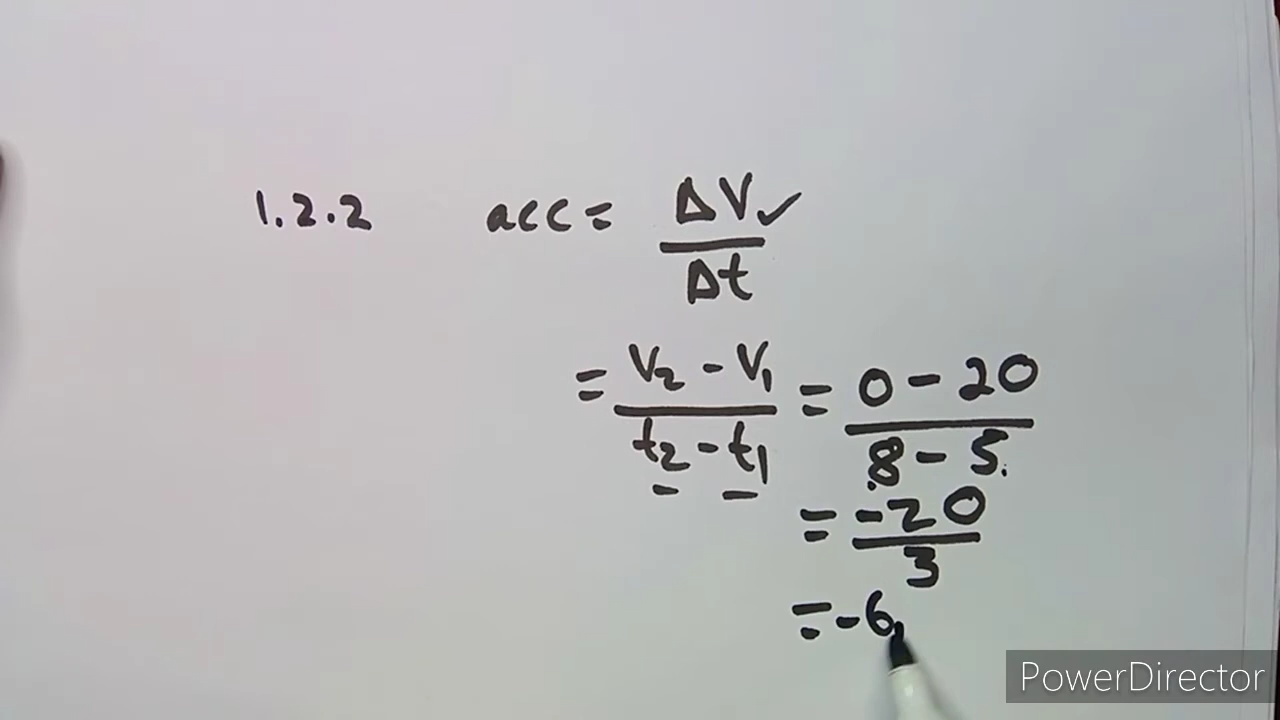 1.2.2 acc = ΔV ✓
Δt
= V₂ - V₁ = 0 - 20
t₂ - t₁ 8 - 5
= -20
3
= -6,
PowerDirector